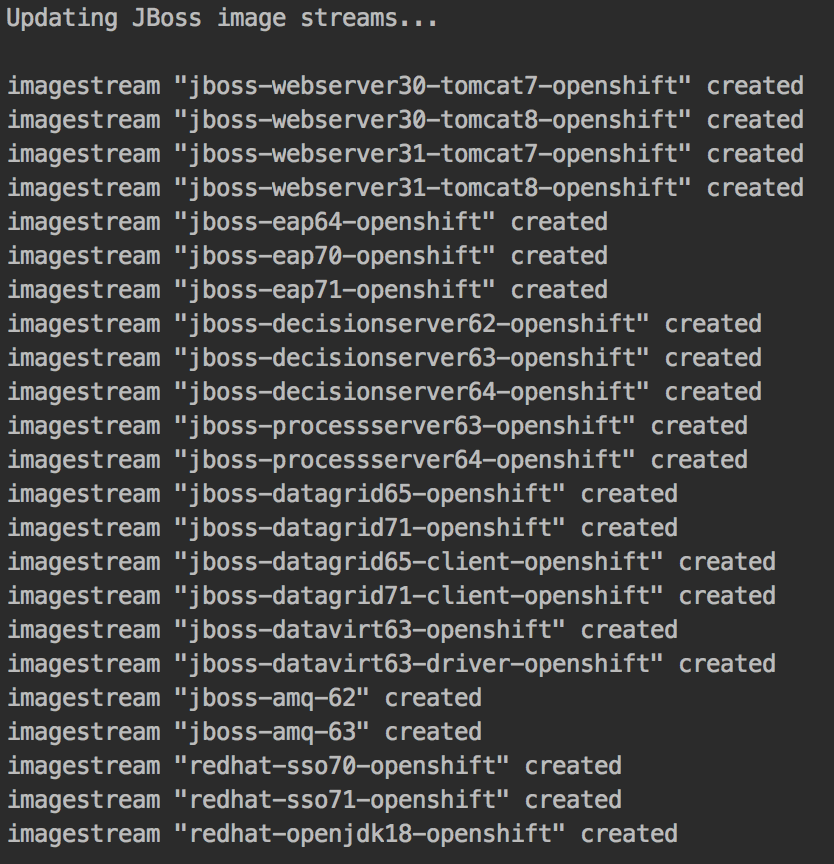 Updating JBoss image streams...
imagestream "jboss-webserver30-tomcat7-openshift" created
imagestream "jboss-webserver30-tomcat8-openshift" created
imagestream "jboss-webserver31-tomcat7-openshift" created
imagestream "jboss-webserver31-tomcat8-openshift" created
imagestream "jboss-eap64-openshift" created
imagestream "jboss-eap70-openshift" created
imagestream "jboss-eap71-openshift" created
imagestream "jboss-decisionserver62-openshift" created
imagestream "jboss-decisionserver63-openshift" created
imagestream "jboss-decisionserver64-openshift" created
imagestream "jboss-processserver63-openshift" created
imagestream "jboss-processserver64-openshift" created
imagestream "jboss-datagrid65-openshift" created
imagestream "jboss-datagrid71-openshift" created
imagestream "jboss-datagrid65-client-openshift" created
imagestream "jboss-datagrid71-client-openshift" created
imagestream "jboss-datavirt63-openshift" created
imagestream "jboss-datavirt63-driver-openshift" created
imagestream "jboss-amq-62" created
imagestream "jboss-amq-63" created
imagestream "redhat-sso70-openshift" created
imagestream "redhat-sso71-openshift" created
imagestream "redhat-openjdk18-openshift" created